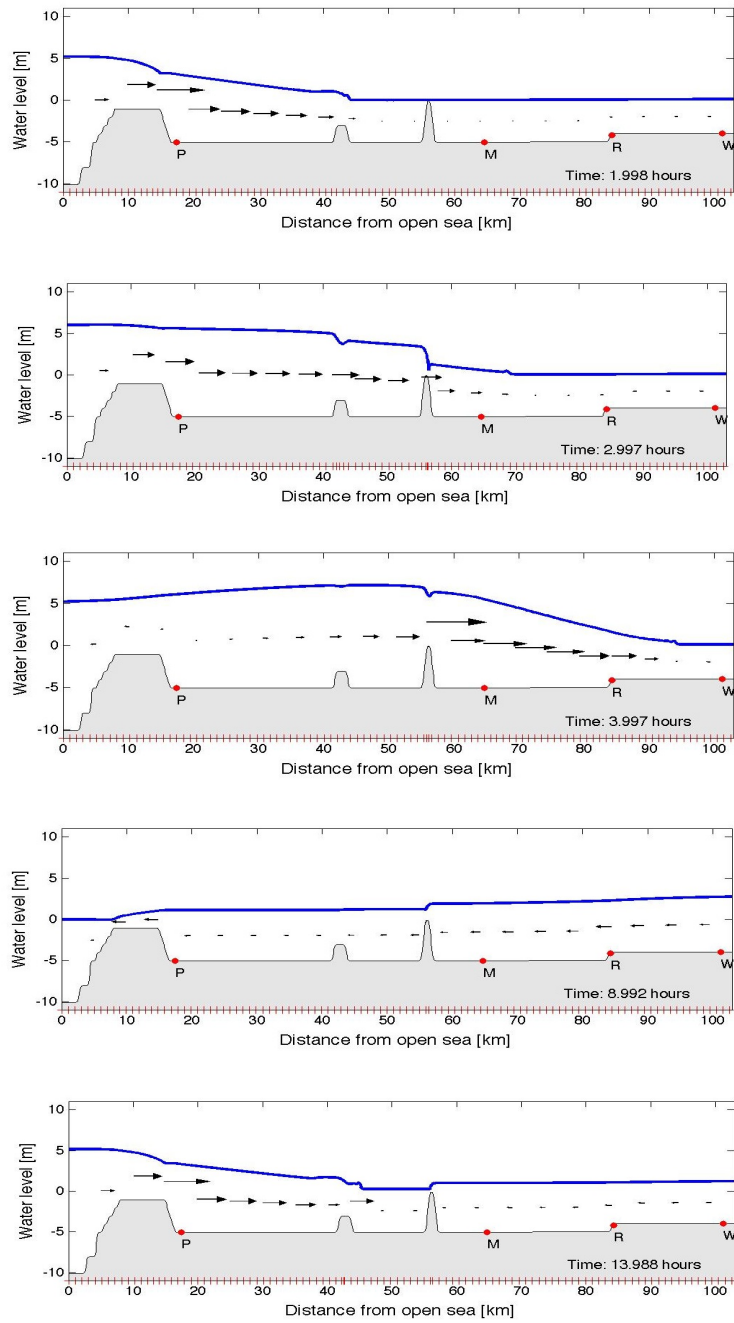 10
5
0
-5
-10
Water level [m]
P
M
R
W
Time: 1.998 hours
0 10 20 30 40 50 60 70 80 90 100
Distance from open sea [km]
10
5
0
-5
-10
Water level [m]
P
M
R
W
Time: 2.997 hours
0 10 20 30 40 50 60 70 80 90 100
Distance from open sea [km]
10
5
0
-5
-10
Water level [m]
P
M
R
W
Time: 3.997 hours
0 10 20 30 40 50 60 70 80 90 100
Distance from open sea [km]
10
5
0
-5
-10
Water level [m]
P
M
R
W
Time: 8.992 hours
0 10 20 30 40 50 60 70 80 90 100
Distance from open sea [km]
10
5
0
-5
-10
Water level [m]
P
M
R
W
Time: 13.988 hours
0 10 20 30 40 50 60 70 80 90 100
Distance from open sea [km]